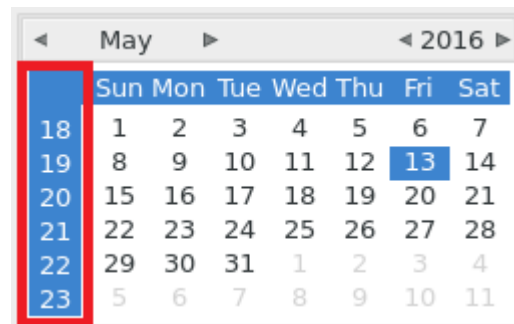 ◂ May ▸ ◂ 2016 ▸
Sun Mon Tue Wed Thu Fri Sat
18 1 2 3 4 5 6 7
19 8 9 10 11 12 13 14
20 15 16 17 18 19 20 21
21 22 23 24 25 26 27 28
22 29 30 31 1 2 3 4
23 5 6 7 8 9 10 11